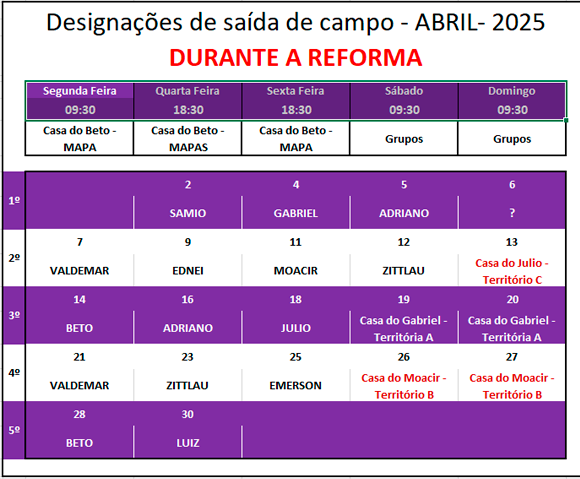 Designações de saída de campo - ABRIL- 2025
DURANTE A REFORMA
Segunda Feira Quarta Feira Sexta Feira Sábado Domingo
09:30 18:30 18:30 09:30 09:30
Casa do Beto - Casa do Beto - Casa do Beto - Grupos Grupos
MAPA MAPAS MAPA
1º 2 4 5 6
SAMIO GABRIEL ADRIANO ?
2º 7 9 11 12 13
VALDEMAR EDNEI MOACIR ZITTLAU Casa do Julio -
Território C
3º 14 16 18 19 20
BETO ADRIANO JULIO Casa do Gabriel - Casa do Gabriel -
Territória A Territória A
4º 21 23 25 26 27
VALDEMAR ZITTLAU EMERSON Casa do Moacir - Casa do Moacir -
Território B Território B
5º 28 30
BETO LUIZ